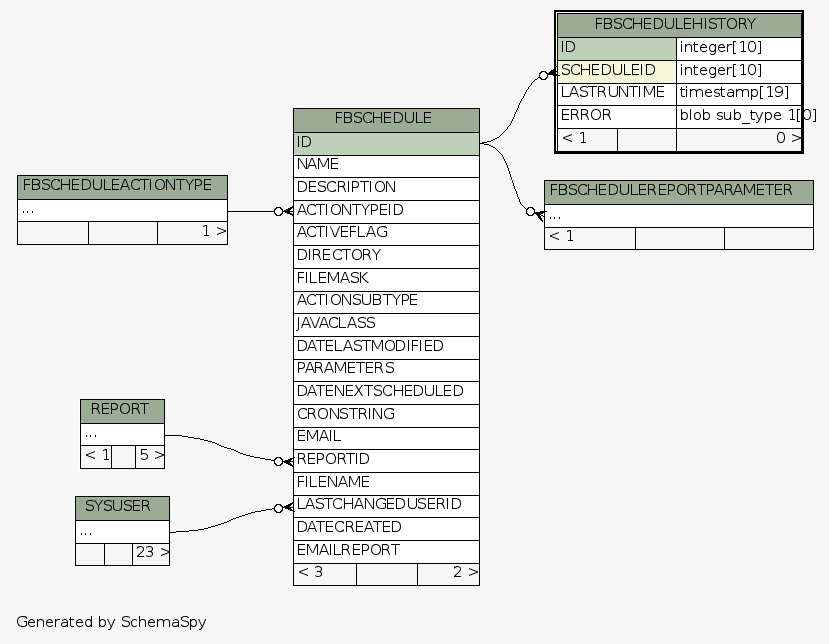 FBSCHEDULEHISTORY
ID integer[10]
SCHEDULEID integer[10]
LASTRUNTIME timestamp[19]
ERROR blob sub_type 1[0]
< 1 0 >
FBSCHEDULE
ID
NAME
DESCRIPTION
ACTIONTYPEID
ACTIVEFLAG
DIRECTORY
FILEMASK
ACTIONSUBTYPE
JAVACLASS
DATELASTMODIFIED
PARAMETERS
DATENEXTSCHEDULED
CRONSTRING
EMAIL
REPORTID
FILENAME
LASTCHANGEDUSERID
DATECREATED
EMAILREPORT
< 3 2 >
FBSCHEDULEACTIONTYPE
...
1 >
FBSCHEDULEREPORTPARAMETER
...
< 1
REPORT
...
< 1 5 >
SYSUSER
...
23 >
Generated by SchemaSpy